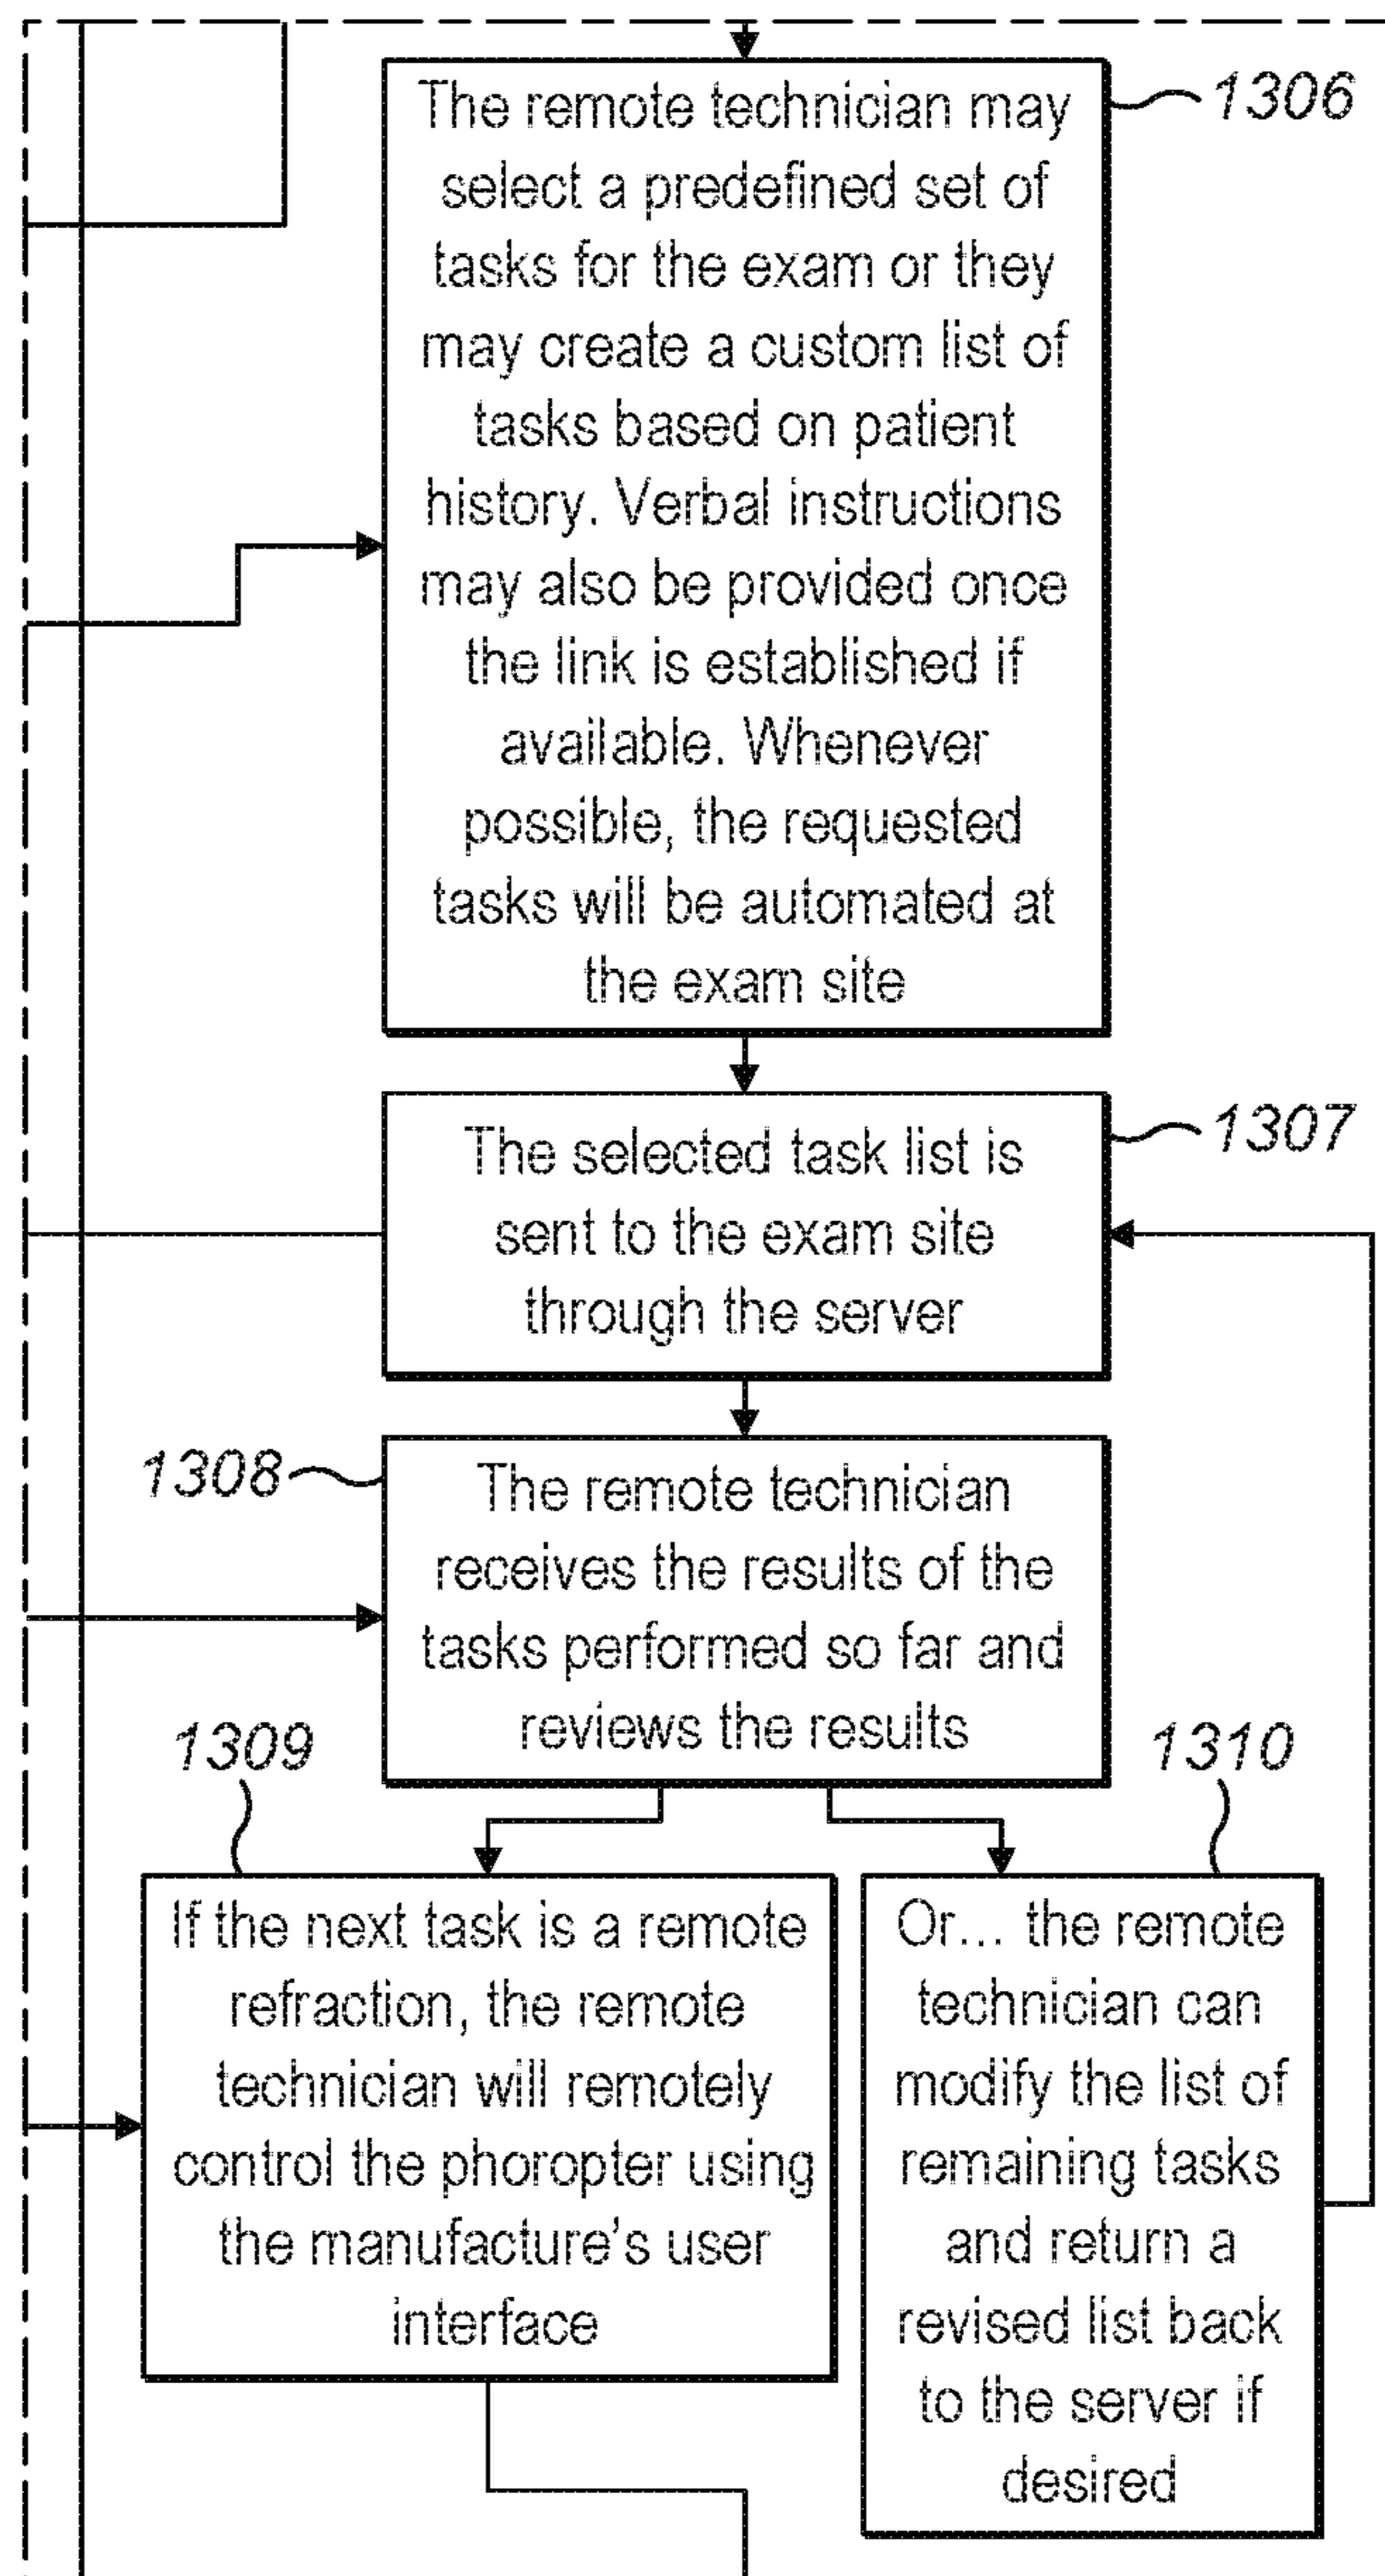 The remote technician may
select a predefined set of
tasks for the exam or they
may create a custom list of
tasks based on patient
history. Verbal instructions
may also be provided once
the link is established if
available. Whenever
possible, the requested
tasks will be automated at
the exam site
1306
The selected task list is
sent to the exam site
through the server
1307
1308
The remote technician
receives the results of the
tasks performed so far and
reviews the results
1309
If the next task is a remote
refraction, the remote
technician will remotely
control the phoropter using
the manufacture's user
interface
1310
Or... the remote
technician can
modify the list of
remaining tasks
and return a
revised list back
to the server if
desired